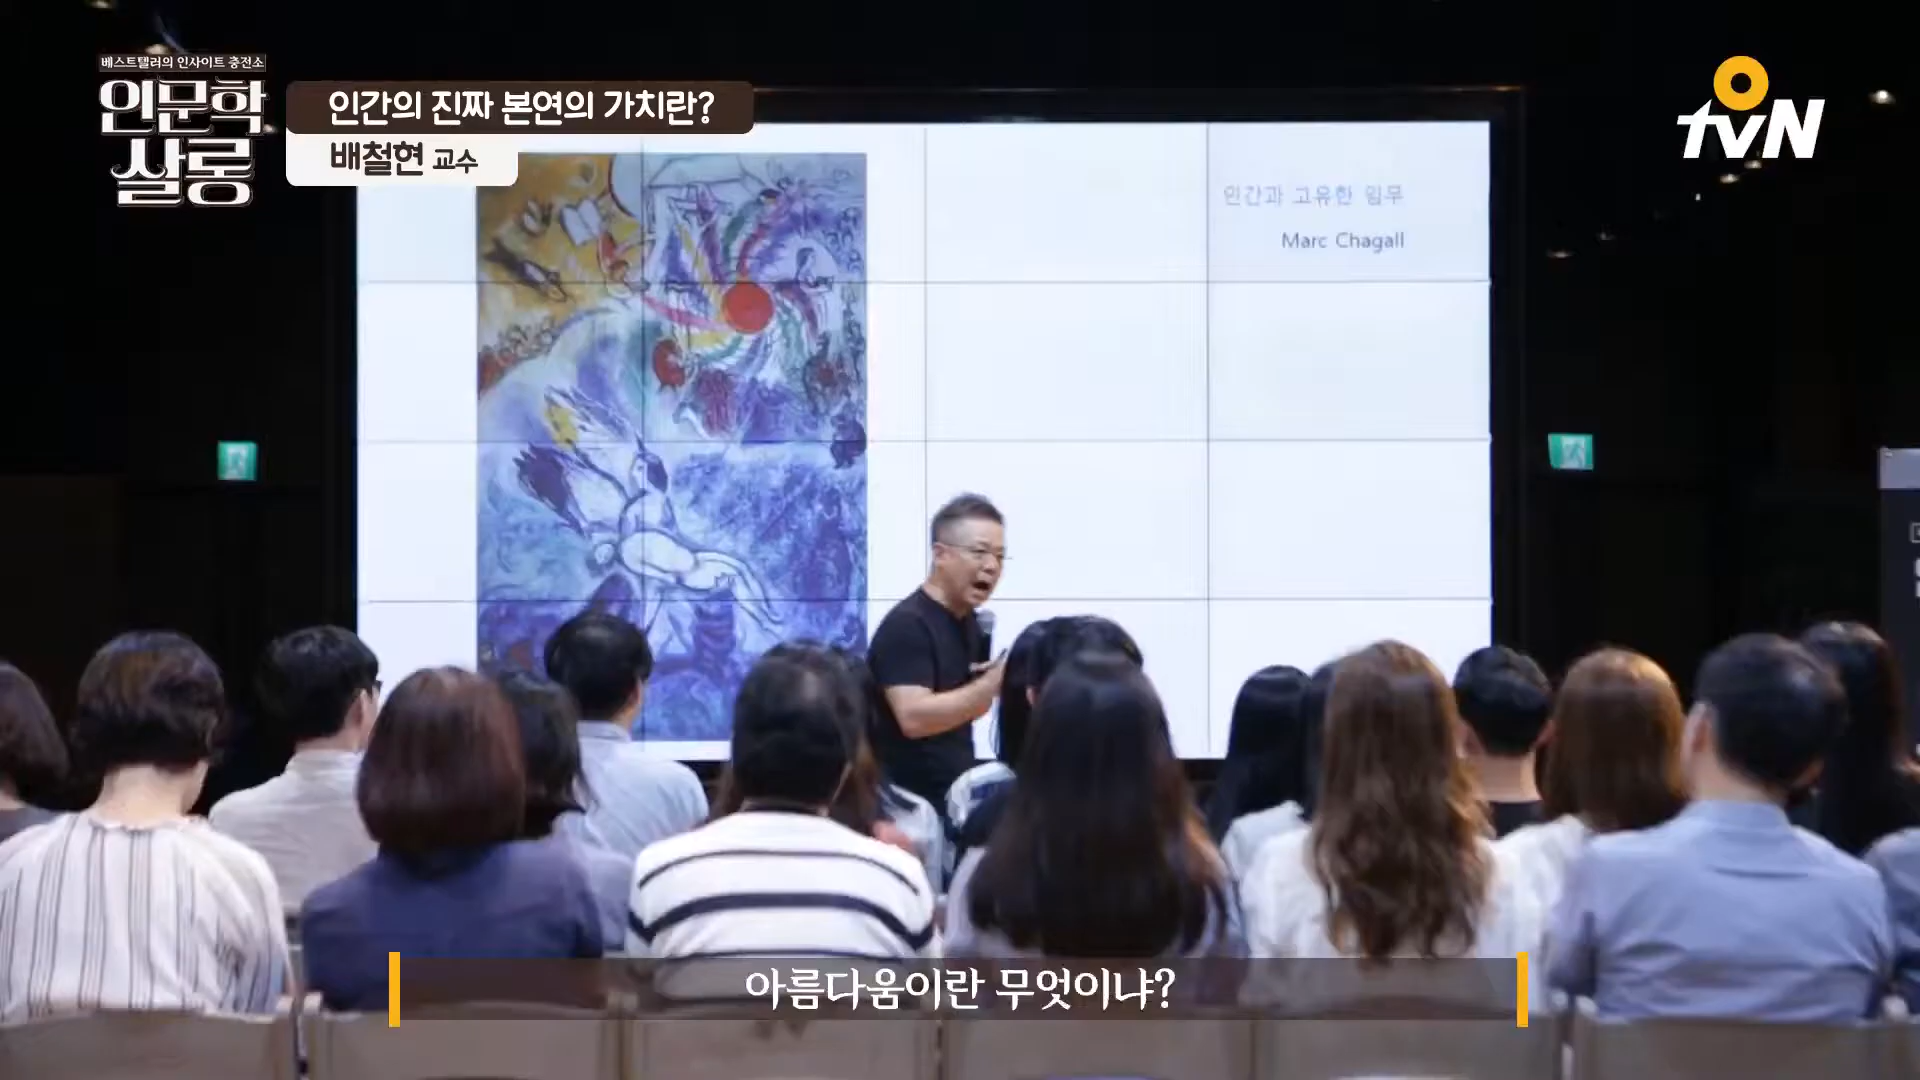 베스트텔러의 인사이트 충전소
인문학
살롱
인간의 진짜 본연의 가치란?
배철현 교수
O tvN
인간과 고유한 임무
Marc Chagall
아름다움이란 무엇이냐?